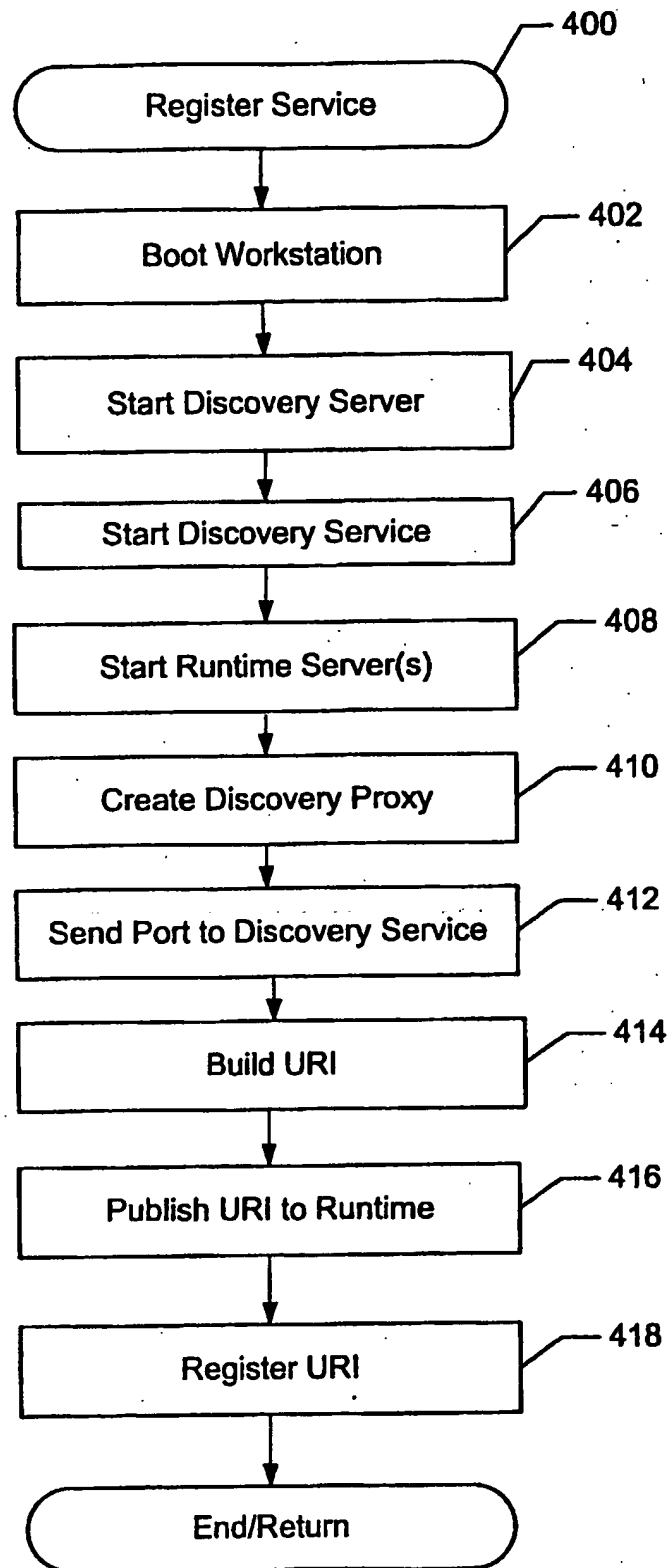 400
Register Service
402
Boot Workstation
404
Start Discovery Server
406
Start Discovery Service
408
Start Runtime Server(s)
410
Create Discovery Proxy
412
Send Port to Discovery Service
414
Build URI
416
Publish URI to Runtime
418
Register URI
End/Return